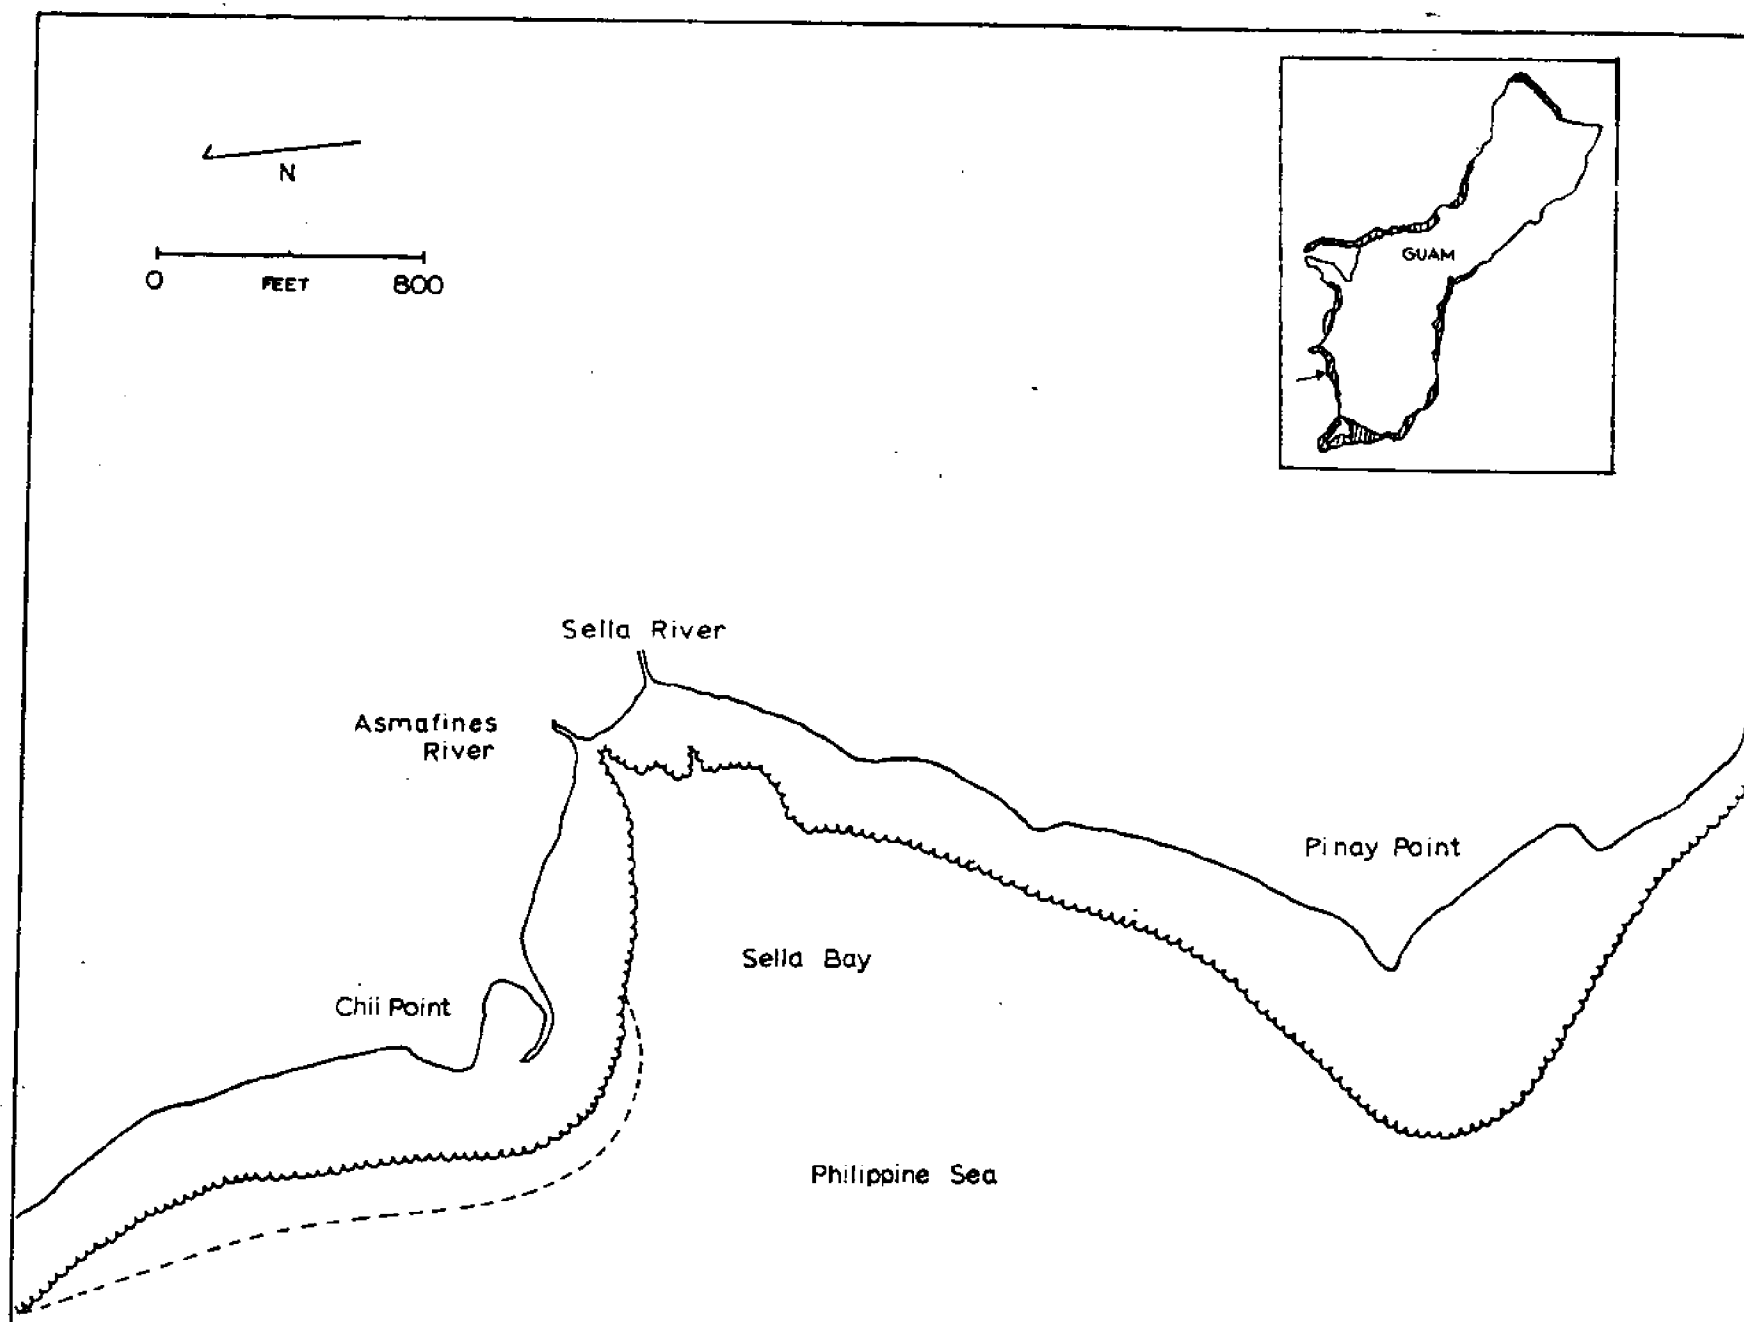 N
0 FEET 800
GUAM
Sella River
Asmafines
River
Pinay Point
Sella Bay
Chii Point
Philippine Sea